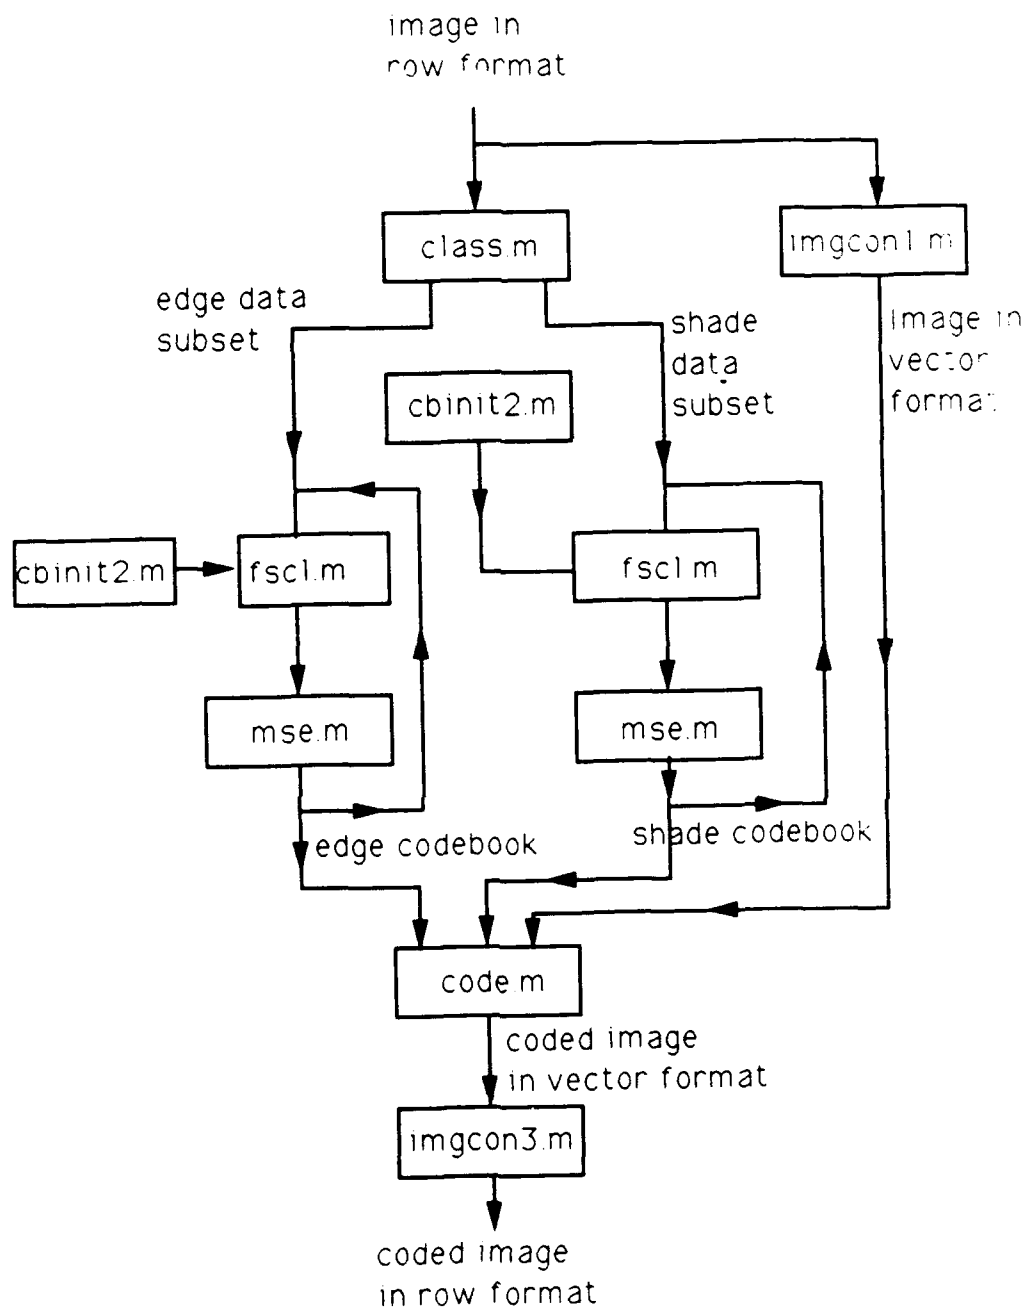 image in
row format
class.m
imgcon1.m
edge data
subset
shade
data
subset
Image in
vector
format
cbinit2.m
cbinit2.m
fscl.m
fscl.m
mse.m
mse.m
edge codebook
shade codebook
code.m
coded image
in vector format
imgcon3.m
coded image
in row format